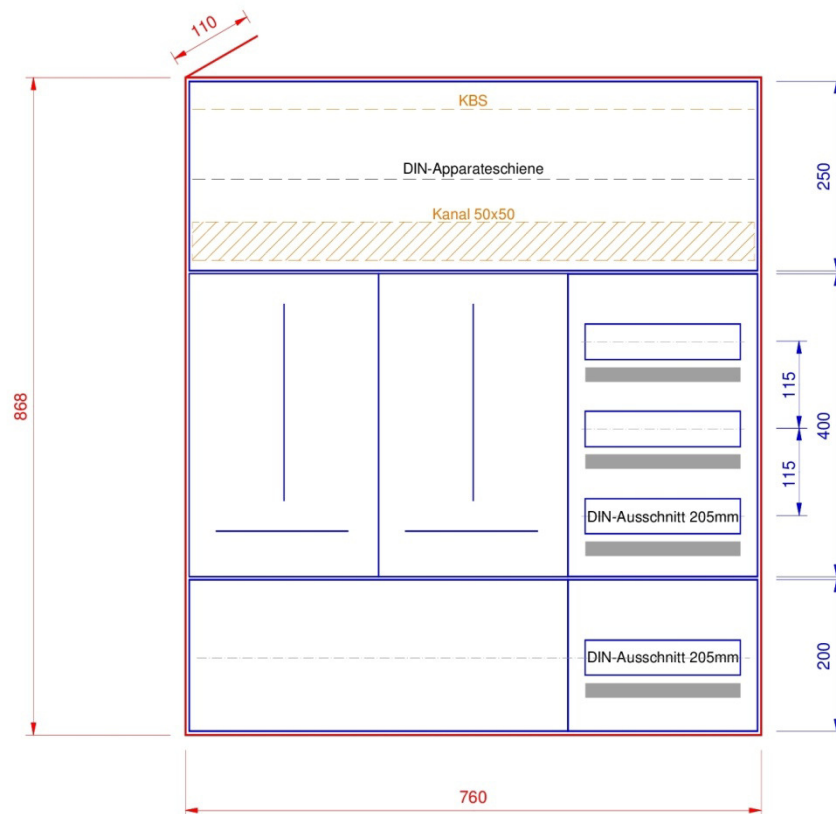 110
KBS
250
DIN-Apparateschiene
Kanal 50x50
868
115
400
115
DIN-Ausschnitt 205mm
DIN-Ausschnitt 205mm
200
760